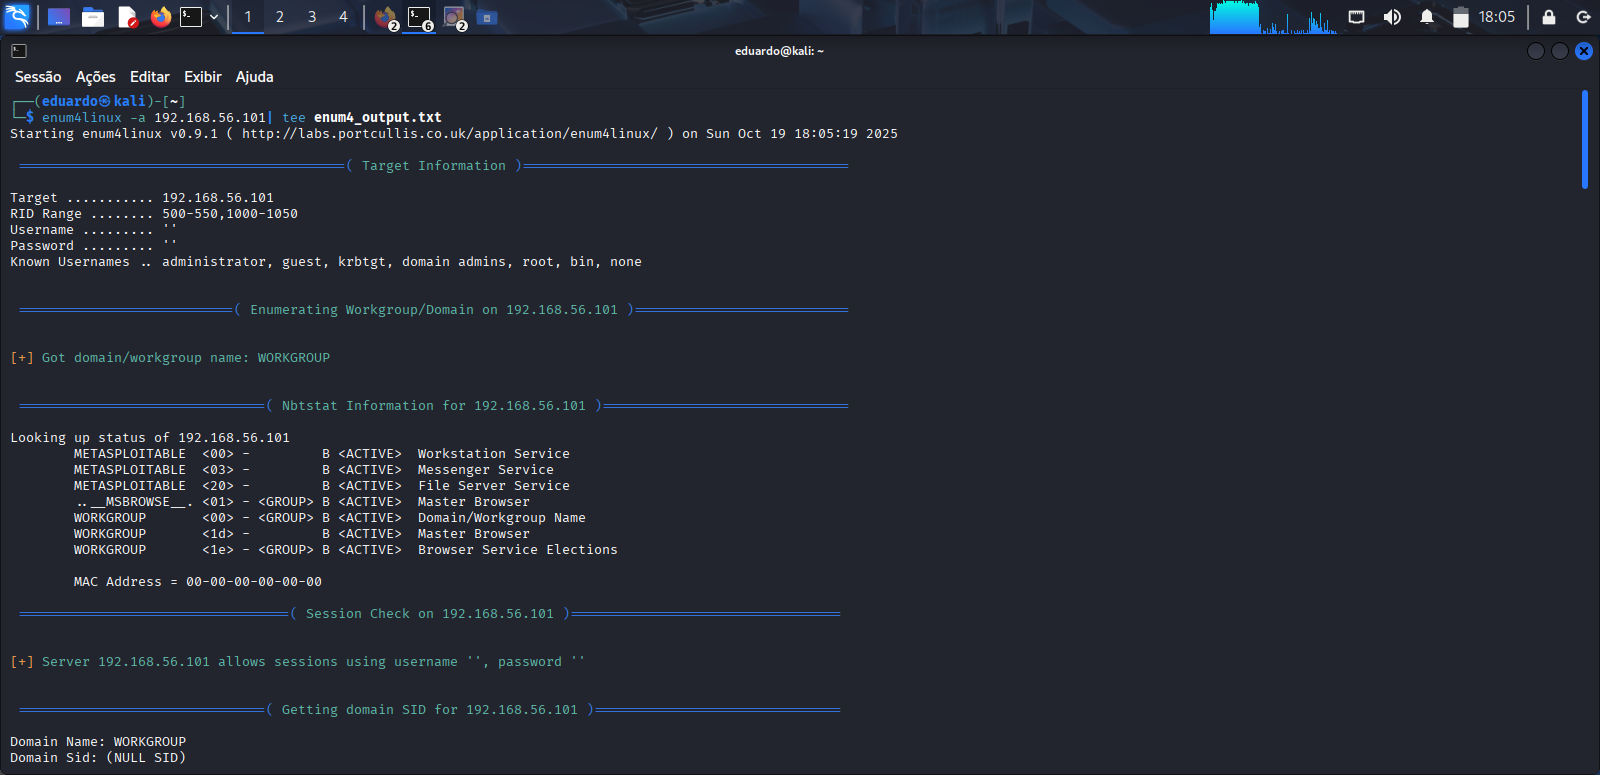 1 2 3 4 2 6 2 18:05
eduardo@kali: ~
Sessão Ações Editar Exibir Ajuda
┌──(eduardo㉿kali)-[~]
└─$ enum4linux -a 192.168.56.101| tee enum4_output.txt
Starting enum4linux v0.9.1 ( http://labs.portcullis.co.uk/application/enum4linux/ ) on Sun Oct 19 18:05:19 2025
=========================================( Target Information )=========================================
Target ........... 192.168.56.101
RID Range ........ 500-550,1000-1050
Username ......... ''
Password ......... ''
Known Usernames .. administrator, guest, krbtgt, domain admins, root, bin, none
===========================( Enumerating Workgroup/Domain on 192.168.56.101 )===========================
[+] Got domain/workgroup name: WORKGROUP
===============================( Nbtstat Information for 192.168.56.101 )===============================
Looking up status of 192.168.56.101
METASPLOITABLE <00> - B <ACTIVE> Workstation Service
METASPLOITABLE <03> - B <ACTIVE> Messenger Service
METASPLOITABLE <20> - B <ACTIVE> File Server Service
..__MSBROWSE__. <01> - <GROUP> B <ACTIVE> Master Browser
WORKGROUP <00> - <GROUP> B <ACTIVE> Domain/Workgroup Name
WORKGROUP <1d> - B <ACTIVE> Master Browser
WORKGROUP <1e> - <GROUP> B <ACTIVE> Browser Service Elections
MAC Address = 00-00-00-00-00-00
==================================( Session Check on 192.168.56.101 )==================================
[+] Server 192.168.56.101 allows sessions using username '', password ''
===============================( Getting domain SID for 192.168.56.101 )===============================
Domain Name: WORKGROUP
Domain Sid: (NULL SID)